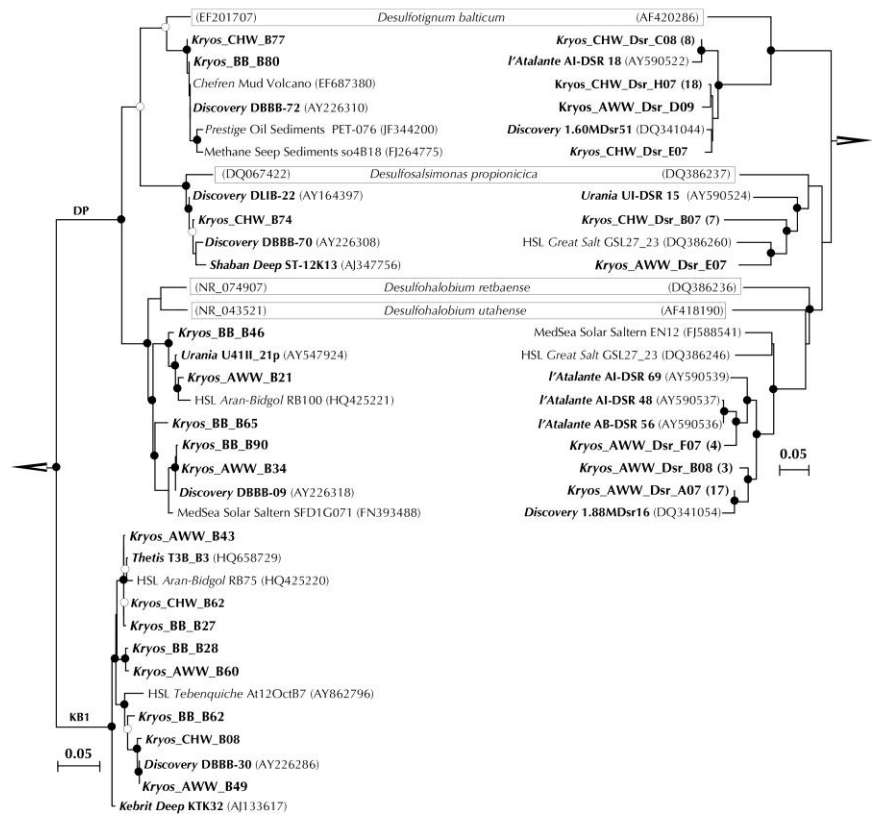 (EF201707) Desulfotignum balticum (AF420286)
Kryos_CHW_B77 Kryos_CHW_Dsr_C08 (8)
Kryos_BB_B80 l'Atalante AI-DSR 18 (AY590522)
Chefren Mud Volcano (EF687380) Kryos_CHW_Dsr_H07 (18)
Discovery DBBB-72 (AY226310) Kryos_AWW_Dsr_D09
Prestige Oil Sediments PET-076 (JF344200) Discovery 1.60MDsr51 (DQ341044)
Methane Seep Sediments so4B18 (FJ264775) Kryos_CHW_Dsr_E07
(DQ067422) Desulfosalsimonas propionicica (DQ386237)
Discovery DLIB-22 (AY164397) Urania UI-DSR 15 (AY590524)
DP
Kryos_CHW_B74 Kryos_CHW_Dsr_B07 (7)
Discovery DBBB-70 (AY226308) HSL Great Salt GSL27_23 (DQ386260)
Shaban Deep ST-12K13 (AJ347756) Kryos_AWW_Dsr_E07
(NR_074907) Desulfohalobium retbaense (DQ386236)
(NR_043521) Desulfohalobium utahense (AF418190)
Kryos_BB_B46 MedSea Solar Saltern EN12 (FJ588541)
Urania U41II_21p (AY547924) HSL Great Salt GSL27_23 (DQ386246)
Kryos_AWW_B21 l'Atalante AI-DSR 69 (AY590539)
HSL Aran-Bidgol RB100 (HQ425221) l'Atalante AI-DSR 48 (AY590537)
Kryos_BB_B65 l'Atalante AB-DSR 56 (AY590536)
Kryos_BB_B90 Kryos_AWW_Dsr_F07 (4)
0.05
Kryos_AWW_B34 Kryos_AWW_Dsr_B08 (3)
Discovery DBBB-09 (AY226318) Kryos_AWW_Dsr_A07 (17)
MedSea Solar Saltern SFD1G071 (FN393488) Discovery 1.88MDsr16 (DQ341054)
Kryos_AWW_B43
Thetis T3B_B3 (HQ658729)
HSL Aran-Bidgol RB75 (HQ425220)
Kryos_CHW_B62
Kryos_BB_B27
Kryos_BB_B28
Kryos_AWW_B60
HSL Tebenquiche At12OctB7 (AY862796)
KB1
Kryos_BB_B62
Kryos_CHW_B08
0.05
Discovery DBBB-30 (AY226286)
Kryos_AWW_B49
Kebrit Deep KTK32 (AJ133617)